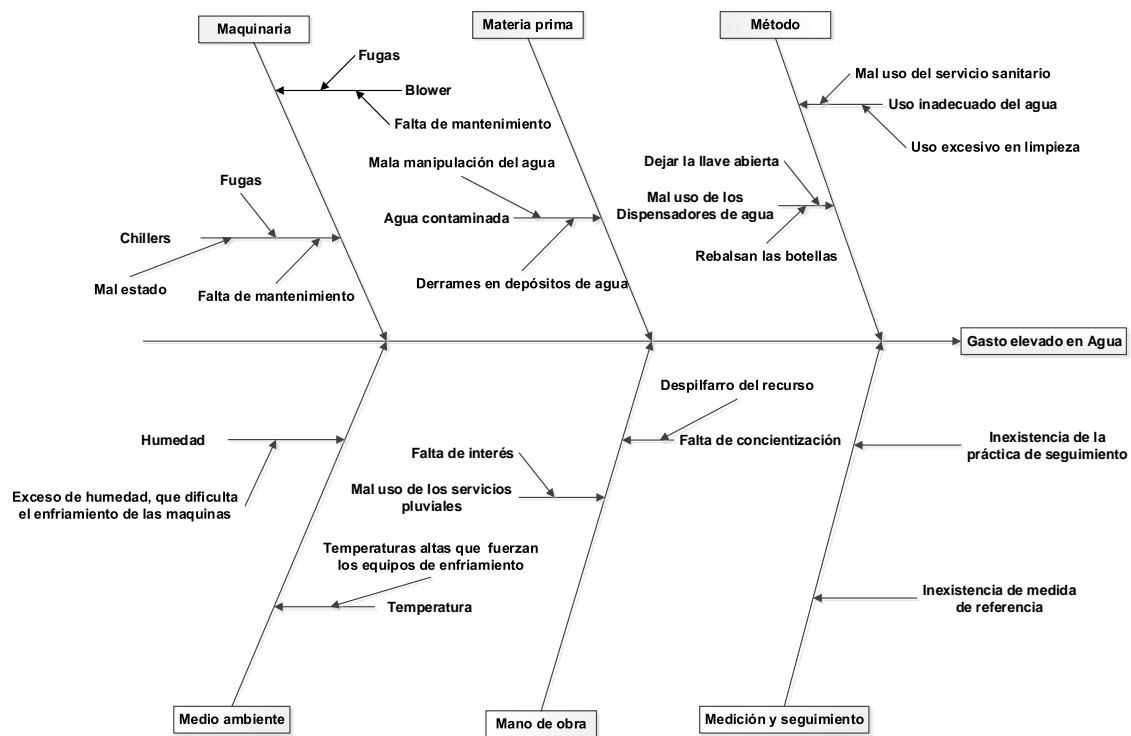 Maquinaria
Materia prima
Método
Fugas
Blower
Falta de mantenimiento
Fugas
Chillers
Mal estado
Falta de mantenimiento
Mala manipulación del agua
Agua contaminada
Derrames en depósitos de agua
Mal uso del servicio sanitario
Uso inadecuado del agua
Uso excesivo en limpieza
Dejar la llave abierta
Mal uso de los
Dispensadores de agua
Rebalsan las botellas
Gasto elevado en Agua
Humedad
Exceso de humedad, que dificulta
el enfriamiento de las maquinas
Temperaturas altas que fuerzan
los equipos de enfriamiento
Temperatura
Despilfarro del recurso
Falta de concientización
Falta de interés
Mal uso de los servicios
pluviales
Inexistencia de la
práctica de seguimiento
Inexistencia de medida
de referencia
Medio ambiente
Mano de obra
Medición y seguimiento